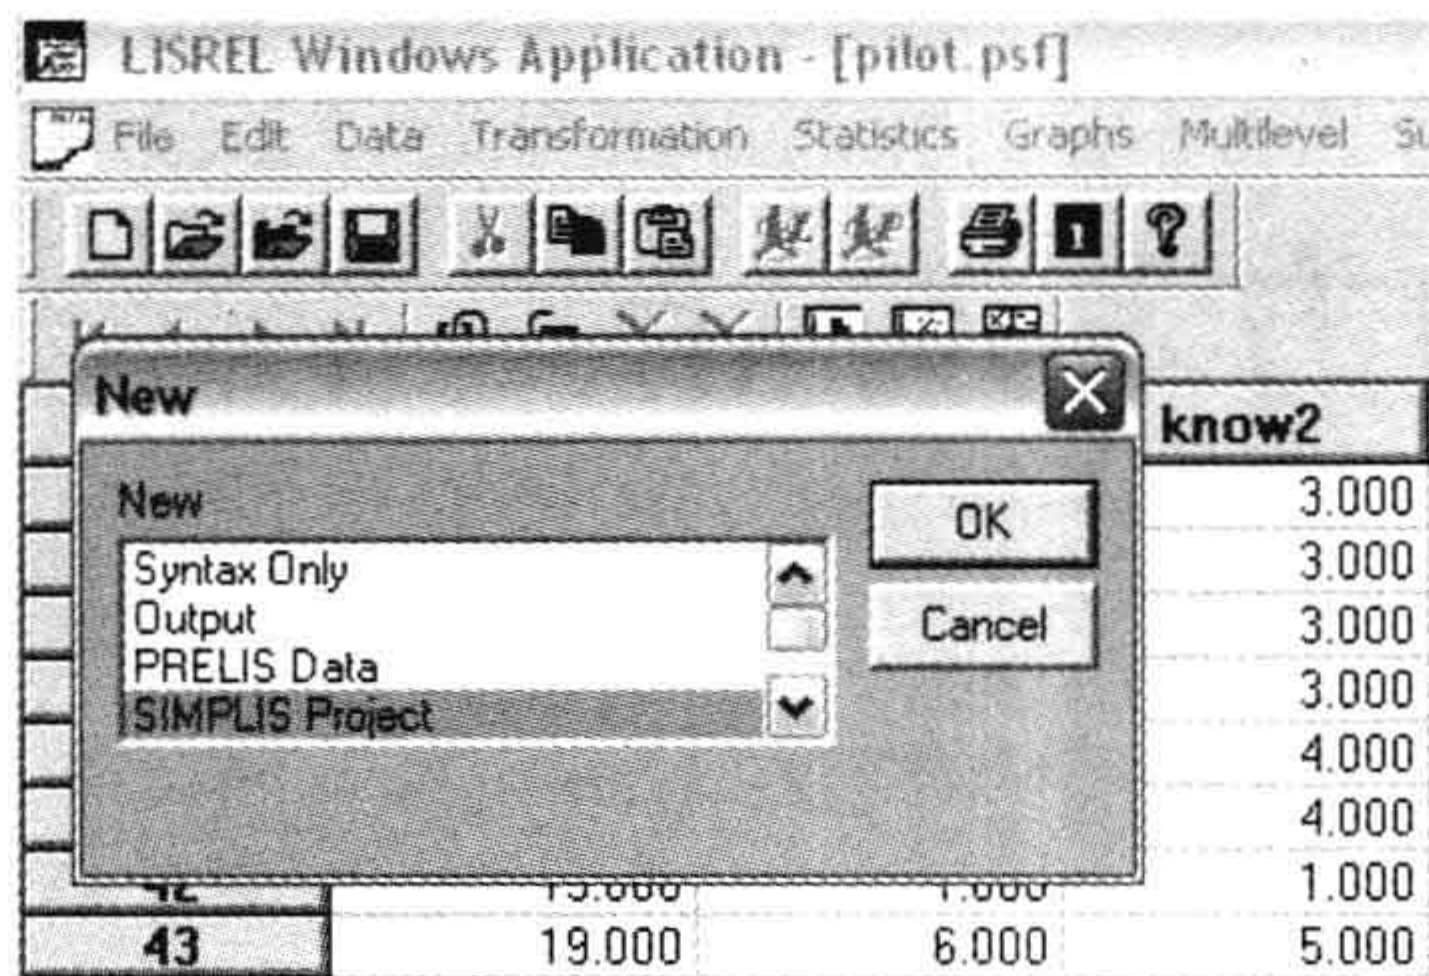 LISREL Windows Application - [pilot.psf]
File Edit Data Transformation Statistics Graphs Multilevel Su
New
know2
New
OK
3.000
Syntax Only
3.000
Output
Cancel
3.000
PRELIS Data
3.000
SIMPLIS Project
4.000
4.000
42 1.000
43 19.000 6.000 5.000